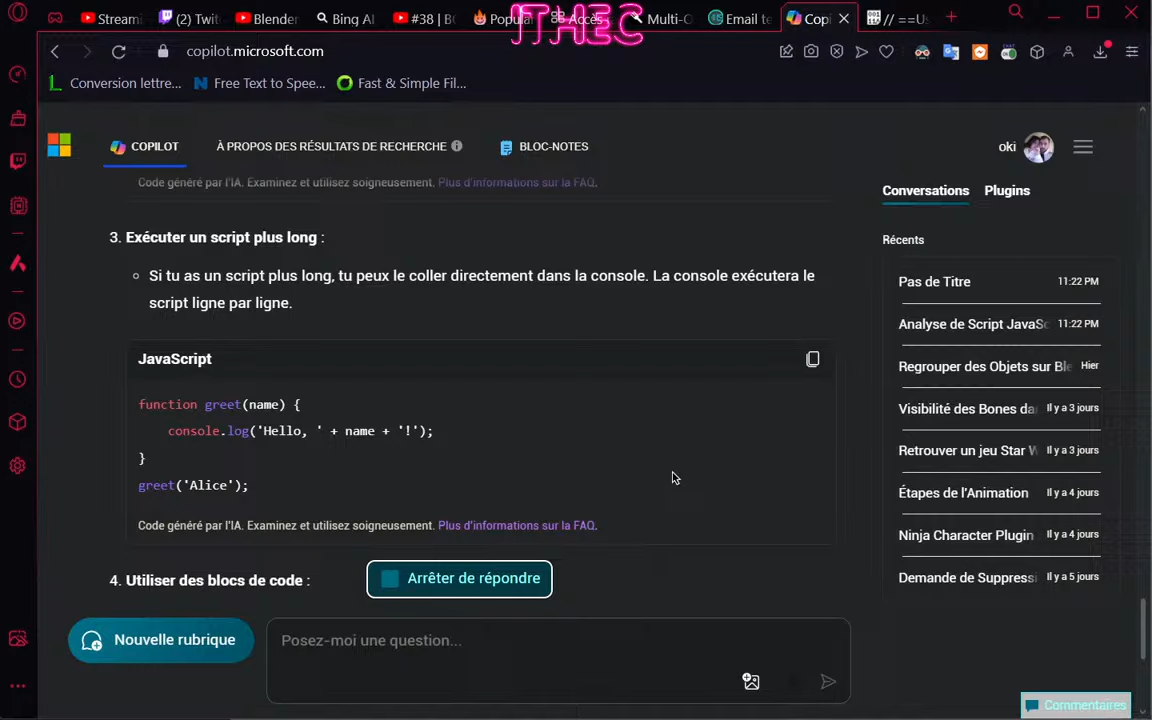 Streami
(2) Twit
Blender
Bing AI
#38 | B
Popula
Accès
Multi-
Email te
Copi
// ==Us
ITHEC
copilot.microsoft.com
Conversion lettre...
Free Text to Spee...
Fast & Simple Fil...
COPILOT
À PROPOS DES RÉSULTATS DE RECHERCHE
BLOC-NOTES
oki
Code généré par l'IA. Examinez et utilisez soigneusement. Plus d'informations sur la FAQ.
Conversations Plugins
3. Exécuter un script plus long :
Si tu as un script plus long, tu peux le coller directement dans la console. La console exécutera le
script ligne par ligne.
JavaScript
function greet(name) {
console.log('Hello, ' + name + '!');
}
greet('Alice');
Code généré par l'IA. Examinez et utilisez soigneusement. Plus d'informations sur la FAQ.
4. Utiliser des blocs de code :
Arrêter de répondre
Nouvelle rubrique
Posez-moi une question...
Récents
Pas de Titre 11:22 PM
Analyse de Script JavaSc 11:22 PM
Regrouper des Objets sur Ble Hier
Visibilité des Bones da Il y a 3 jours
Retrouver un jeu Star W Il y a 3 jours
Étapes de l'Animation Il y a 4 jours
Ninja Character Plugin Il y a 4 jours
Demande de Suppressi Il y a 5 jours
Commentaires